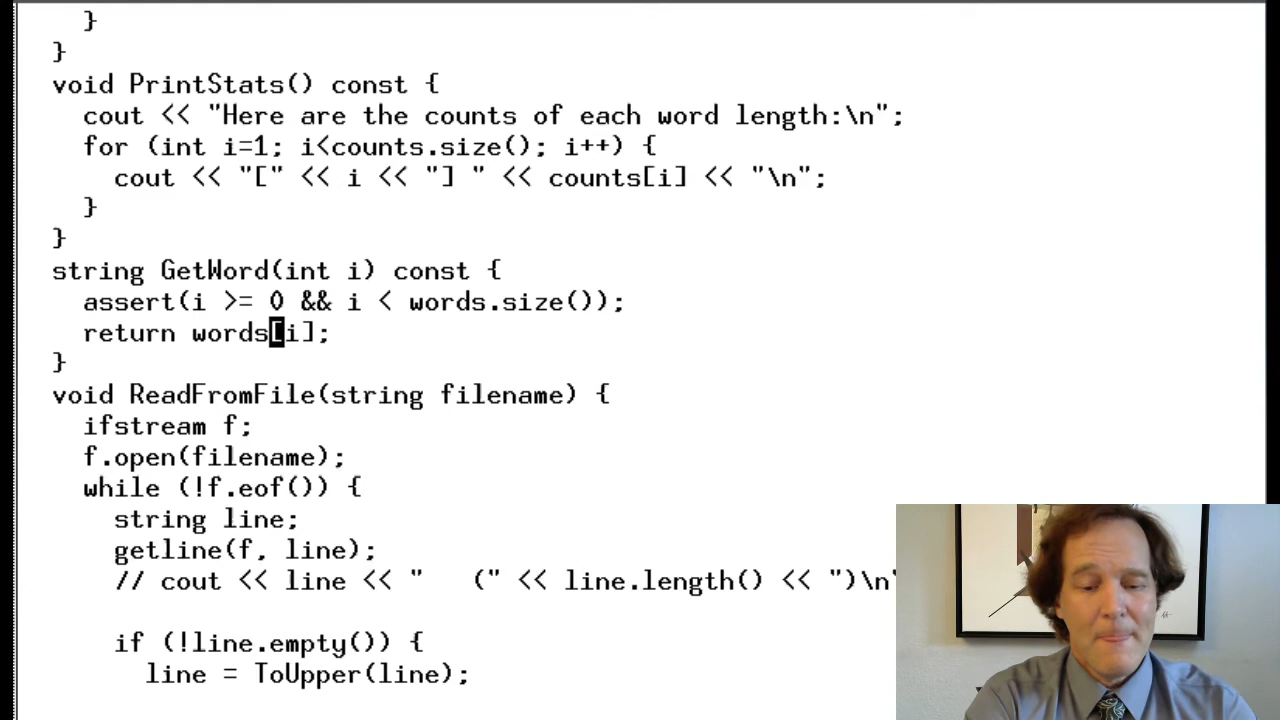 }
}
void PrintStats() const {
cout << "Here are the counts of each word length:\n";
for (int i=1; i<counts.size(); i++) {
cout << "[" << i << "] " << counts[i] << "\n";
}
}
string GetWord(int i) const {
assert(i >= 0 && i < words.size());
return words[i];
}
void ReadFromFile(string filename) {
ifstream f;
f.open(filename);
while (!f.eof()) {
string line;
getline(f, line);
// cout << line << "   (" << line.length() << ")\n"
if (!line.empty()) {
line = ToUpper(line);